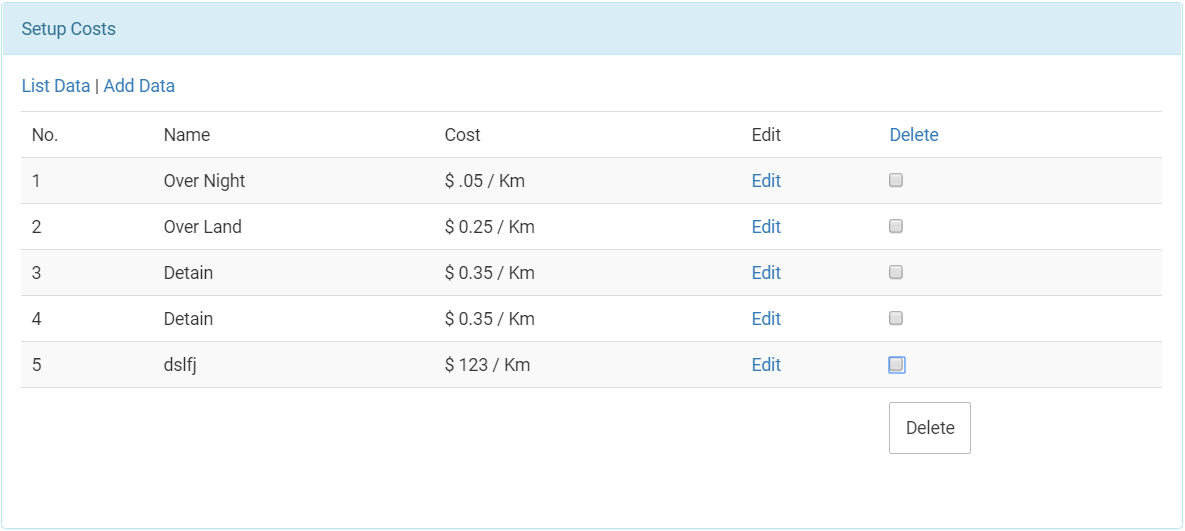 Setup Costs
List Data | Add Data
No. Name Cost Edit Delete
1 Over Night $ .05 / Km Edit
2 Over Land $ 0.25 / Km Edit
3 Detain $ 0.35 / Km Edit
4 Detain $ 0.35 / Km Edit
5 dslfj $ 123 / Km Edit
Delete